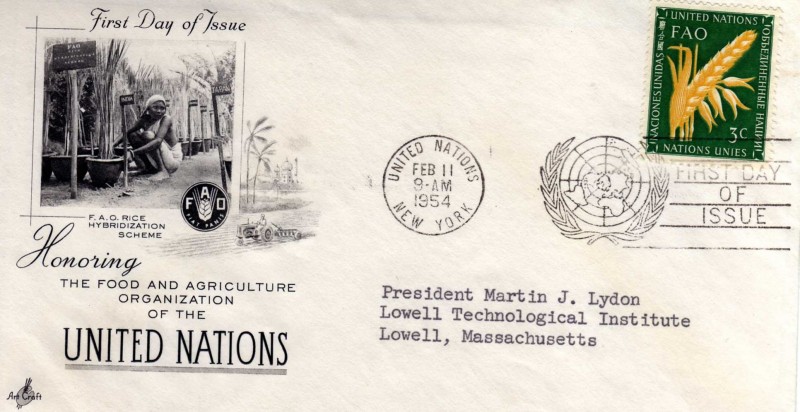 First Day of Issue
FAO
F.A.O. RICE
HYBRIDIZATION
SCHEME
F A O
FIAT PANIS
Honoring
THE FOOD AND AGRICULTURE
ORGANIZATION
OF THE
UNITED NATIONS
Art Craft
UNITED NATIONS
FEB 11
9-AM
1954
NEW YORK
UNITED NATIONS
FAO
NACIONES UNIDAS
ОБЪЕДИНЕННЫЕ НАЦИИ
3c
NATIONS UNIES
FIRST DAY
OF
ISSUE
President Martin J. Lydon
Lowell Technological Institute
Lowell, Massachusetts